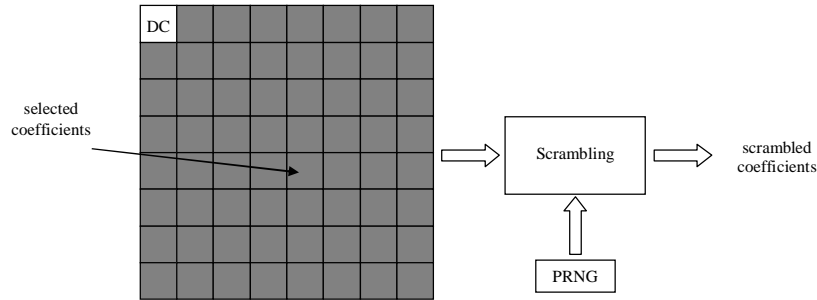 DC
selected
coefficients
Scrambling
scrambled
coefficients
PRNG